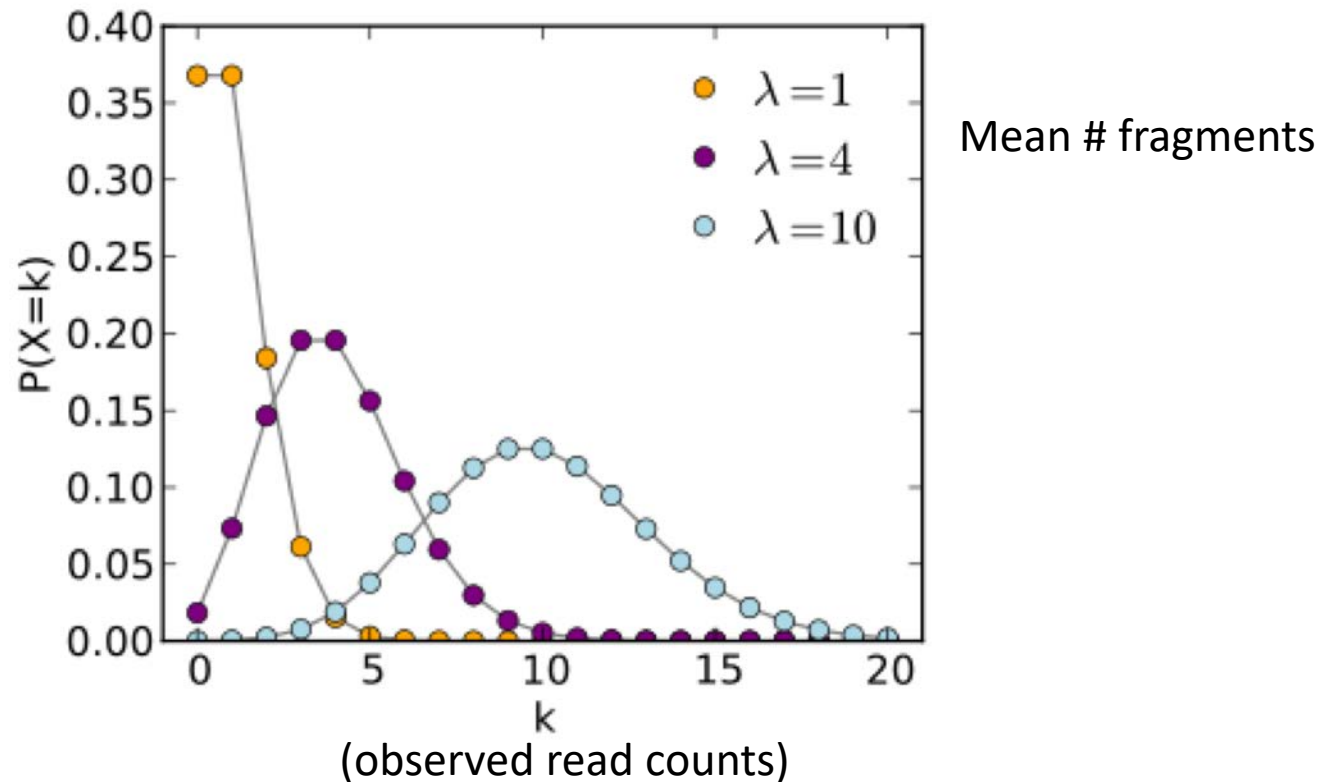 0.40
0.35
0.30
0.25
0.20
0.15
0.10
0.05
0.00
P(X=k)
λ=1
λ=4
λ=10
Mean # fragments
0 5 10 15 20
k
(observed read counts)